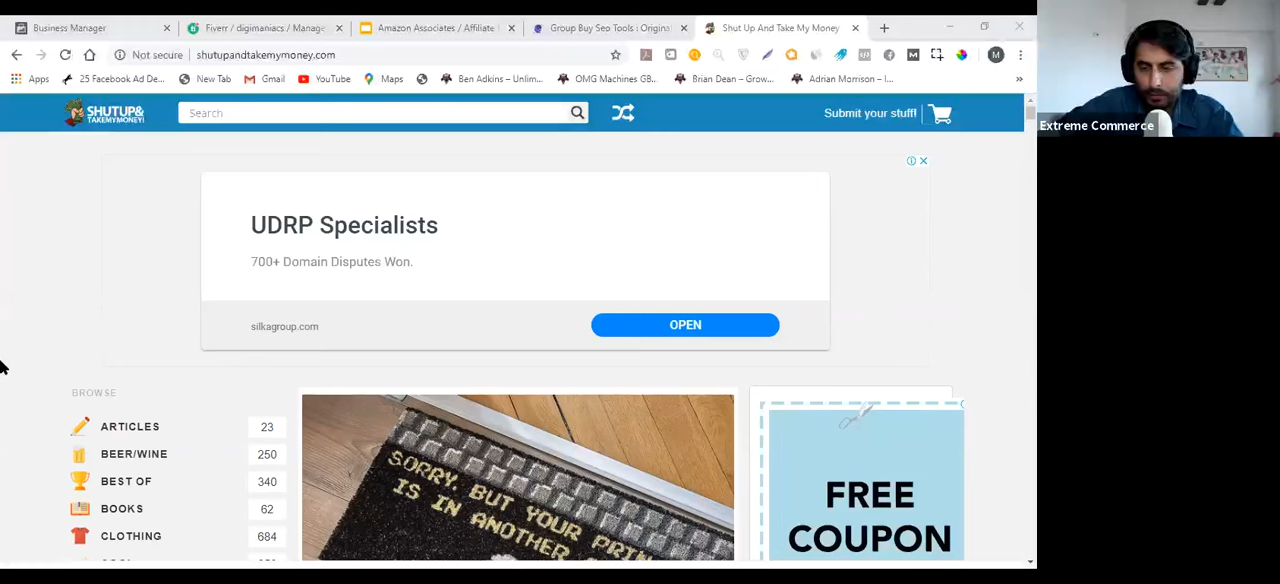 Business Manager
Fiverr / digimaniacs / Manage
Amazon Associates / Affiliate
Group Buy Seo Tools : Origina
Shut Up And Take My Money
Not secure
shutupandtakemymoney.com
M
Apps
25 Facebook Ad De...
New Tab
Gmail
YouTube
Maps
Ben Adkins – Unlim...
OMG Machines GB...
Brian Dean – Grow...
Adrian Morrison – I...
»
SHUTUP&
TAKEMYMONEY!
Search
Submit your stuff!
Extreme Commerce
UDRP Specialists
700+ Domain Disputes Won.
silkagroup.com
OPEN
BROWSE
ARTICLES 23
BEER/WINE 250
BEST OF 340
BOOKS 62
CLOTHING 684
SORRY, BUT YOUR PRIN
IS IN ANOTHER
FREE
COUPON